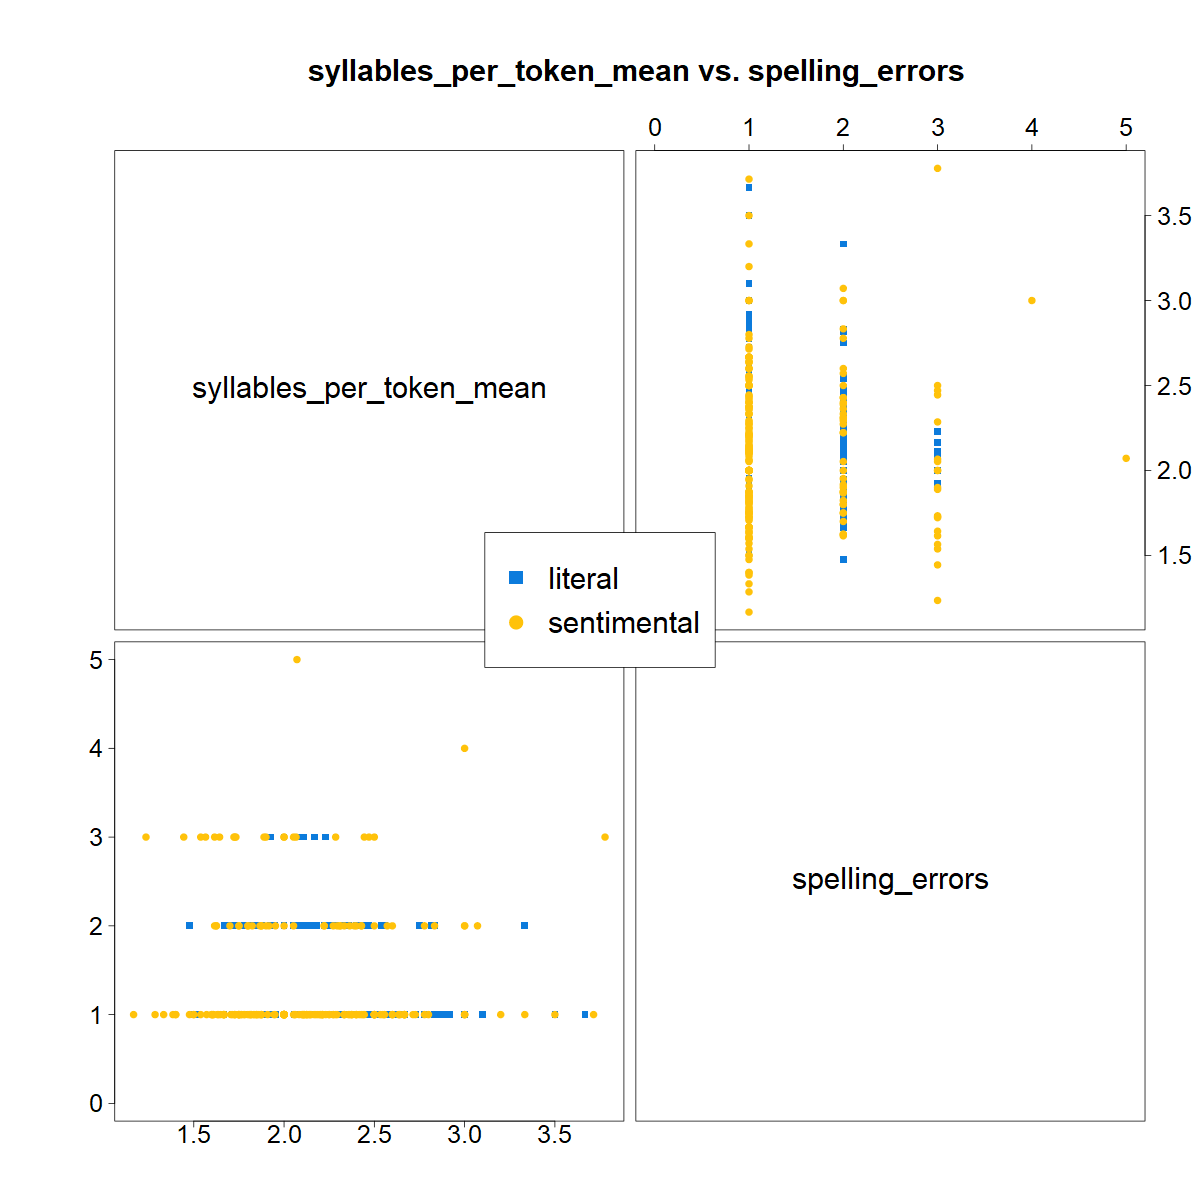 syllables_per_token_mean vs. spelling_errors
0 1 2 3 4 5
syllables_per_token_mean
3.5
3.0
2.5
2.0
1.5
literal
sentimental
5
4
3
2
1
0
spelling_errors
1.5 2.0 2.5 3.0 3.5